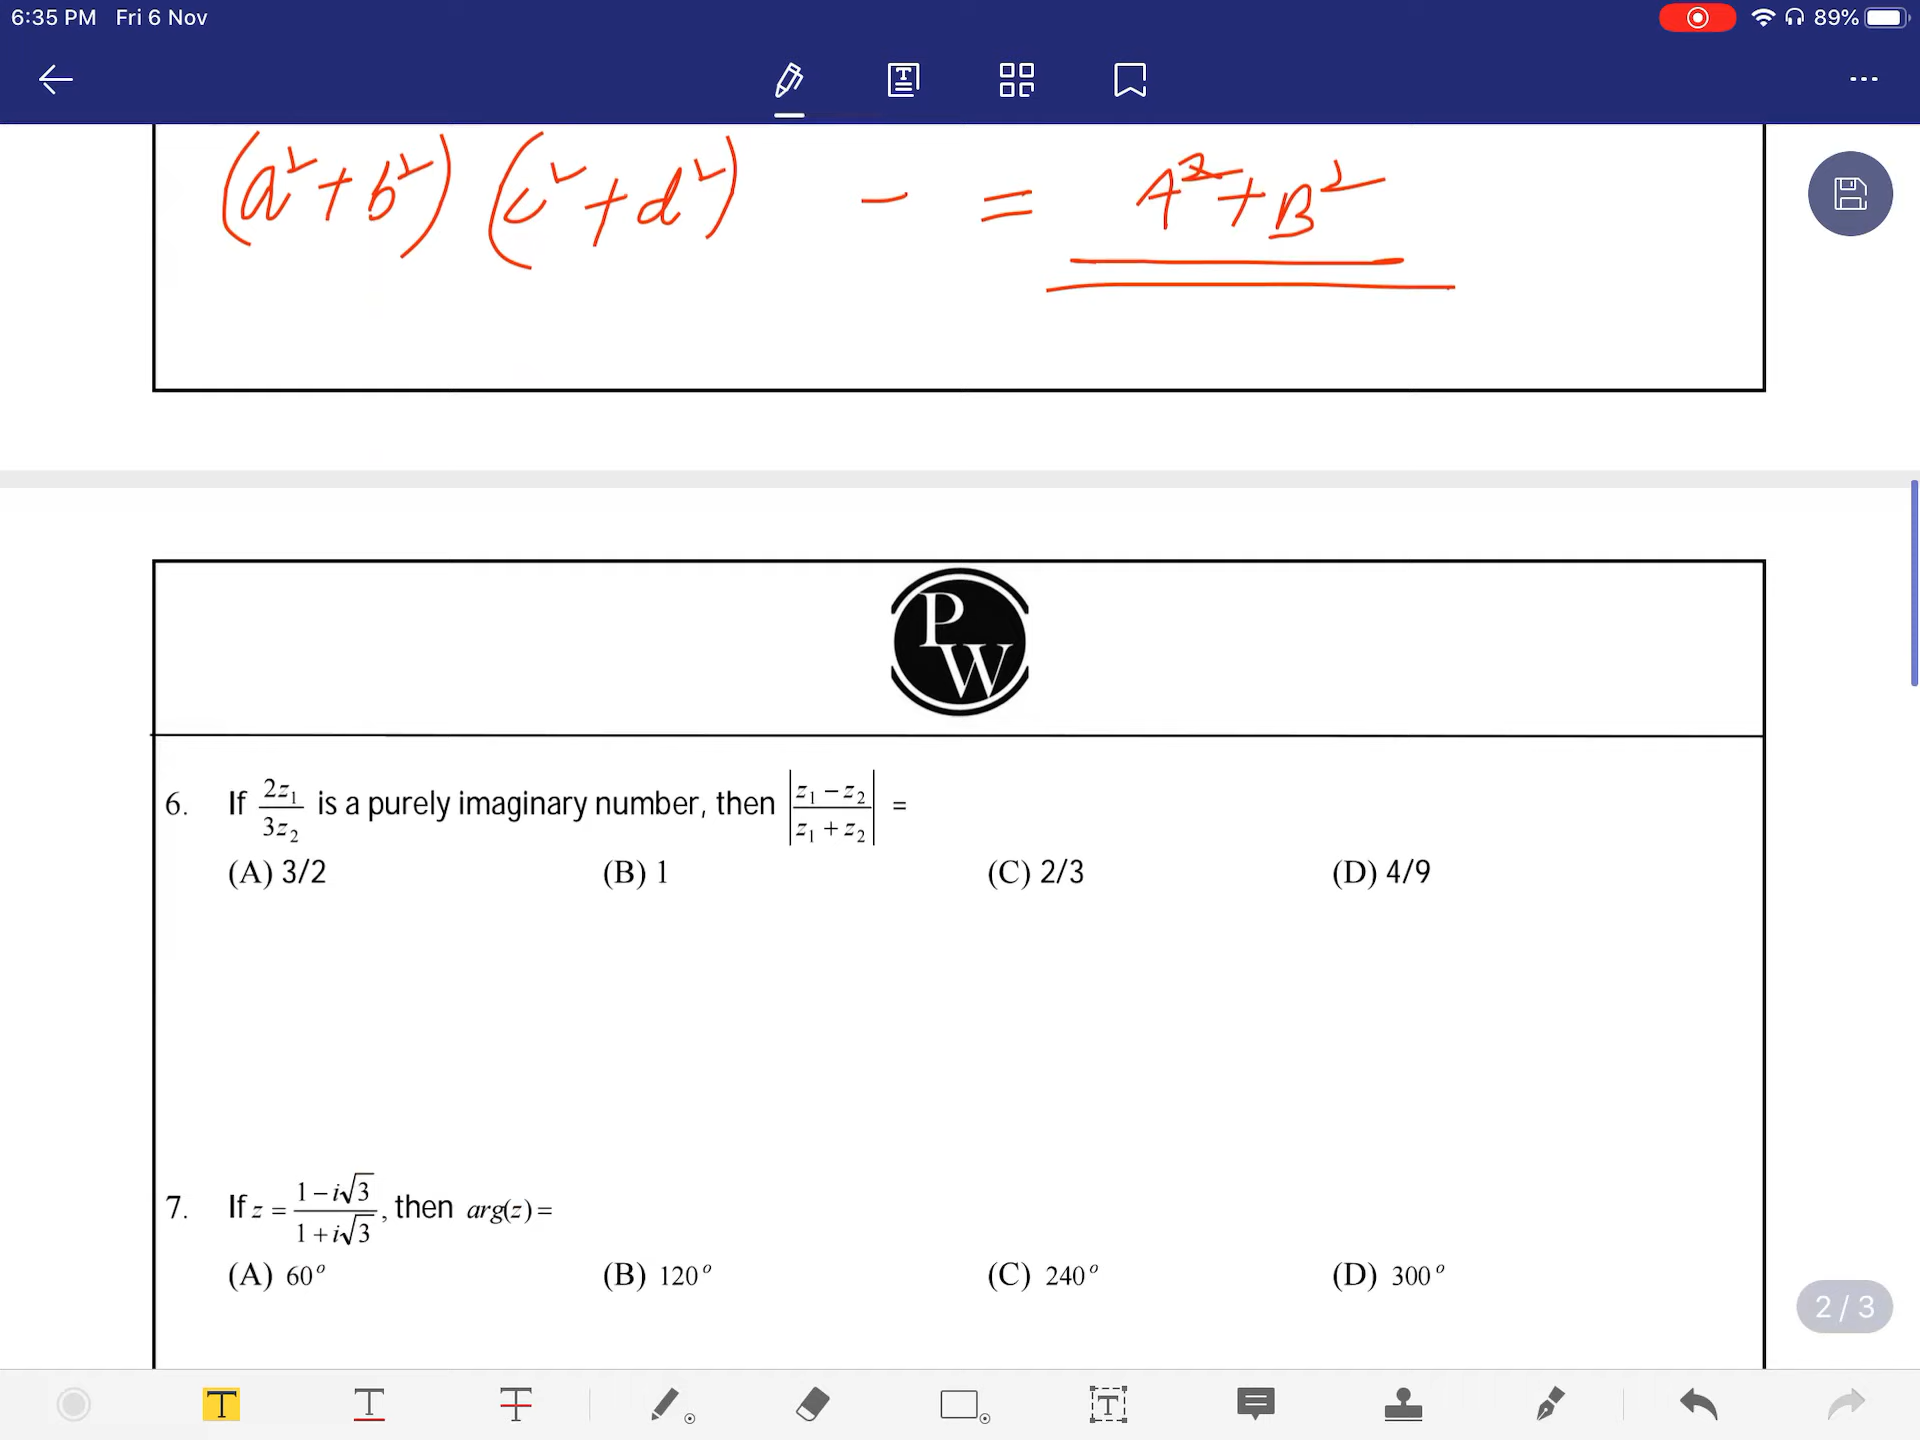 6:35 PM Fri 6 Nov 89%
(a² + b²) (c² + d²) - = A² + B²
PW
6. If 2z₁/3z₂ is a purely imaginary number, then |(z₁ − z₂)/(z₁ + z₂)| =
(A) 3/2 (B) 1 (C) 2/3 (D) 4/9
7. If z = (1 − i√3)/(1 + i√3), then arg(z) =
(A) 60° (B) 120° (C) 240° (D) 300°
2 / 3
T T T T